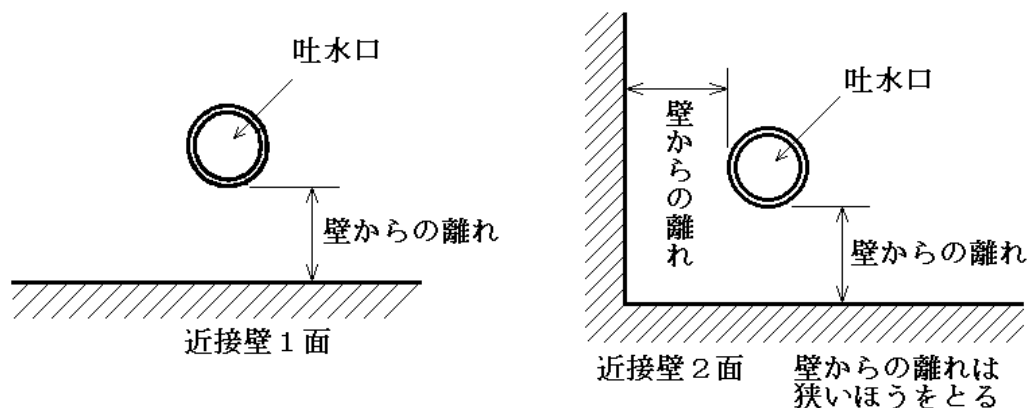 吐水口
壁からの離れ
近接壁１面
吐水口
壁からの離れ
壁からの離れ
近接壁２面
壁からの離れは
狭いほうをとる